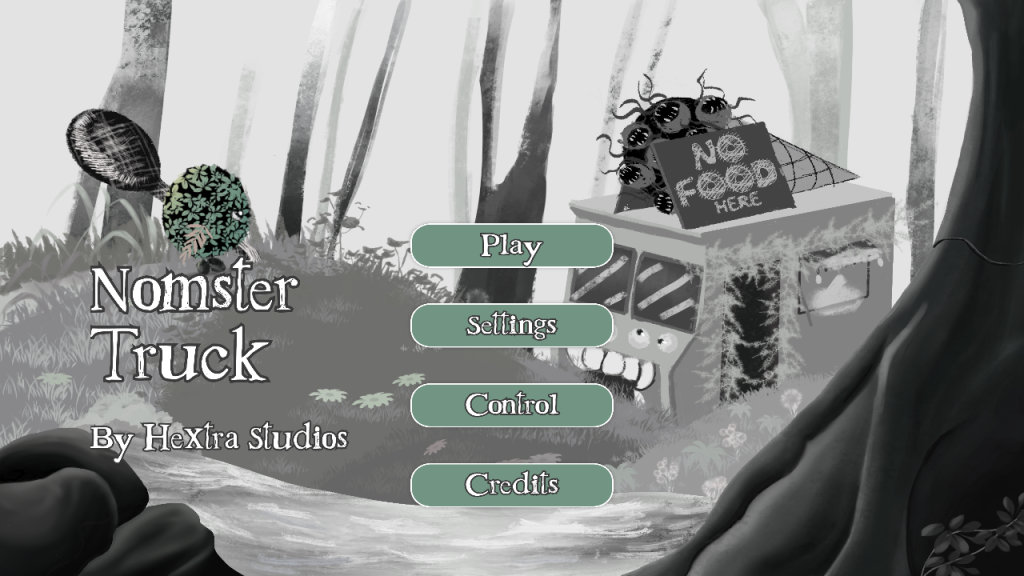 Nomster
Truck
By Hextra Studios
Play
Settings
Control
Credits
NO
FOOD
HERE